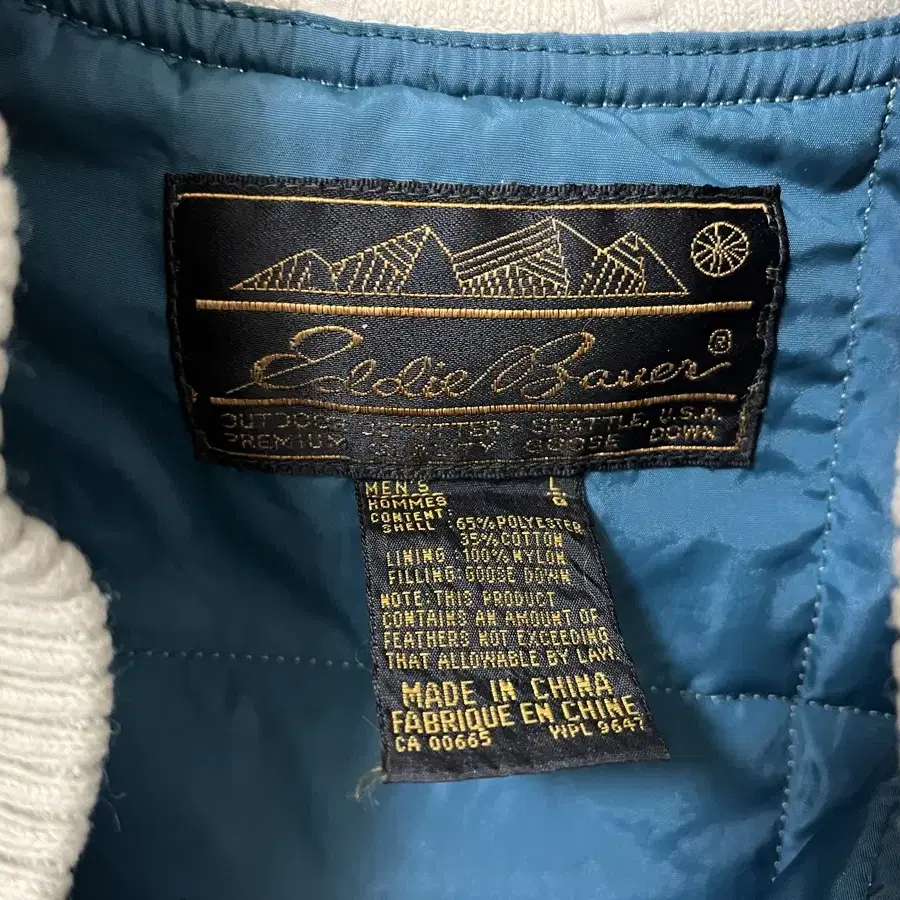 Eddie Bauer®
OUTDOOR OUTFITTER · SEATTLE, U.S.A.
PREMIUM QUALITY GOOSE DOWN
MEN'S L
HOMMES G
CONTENT
SHELL: 65% POLYESTER
35% COTTON
LINING: 100% NYLON
FILLING: GOOSE DOWN
NOTE: THIS PRODUCT
CONTAINS AN AMOUNT OF
FEATHERS NOT EXCEEDING
THAT ALLOWABLE BY LAW
MADE IN CHINA
FABRIQUE EN CHINE
CA 00665 WPL 9647